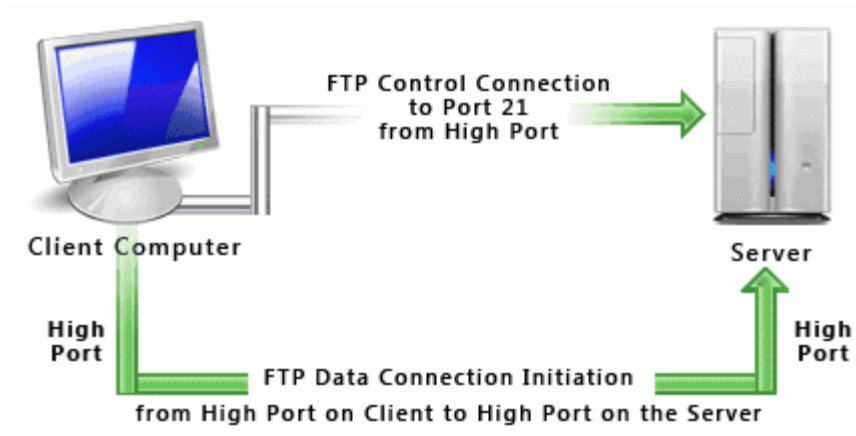 FTP Control Connection
to Port 21
from High Port
Client Computer
Server
High
Port
High
Port
FTP Data Connection Initiation
from High Port on Client to High Port on the Server